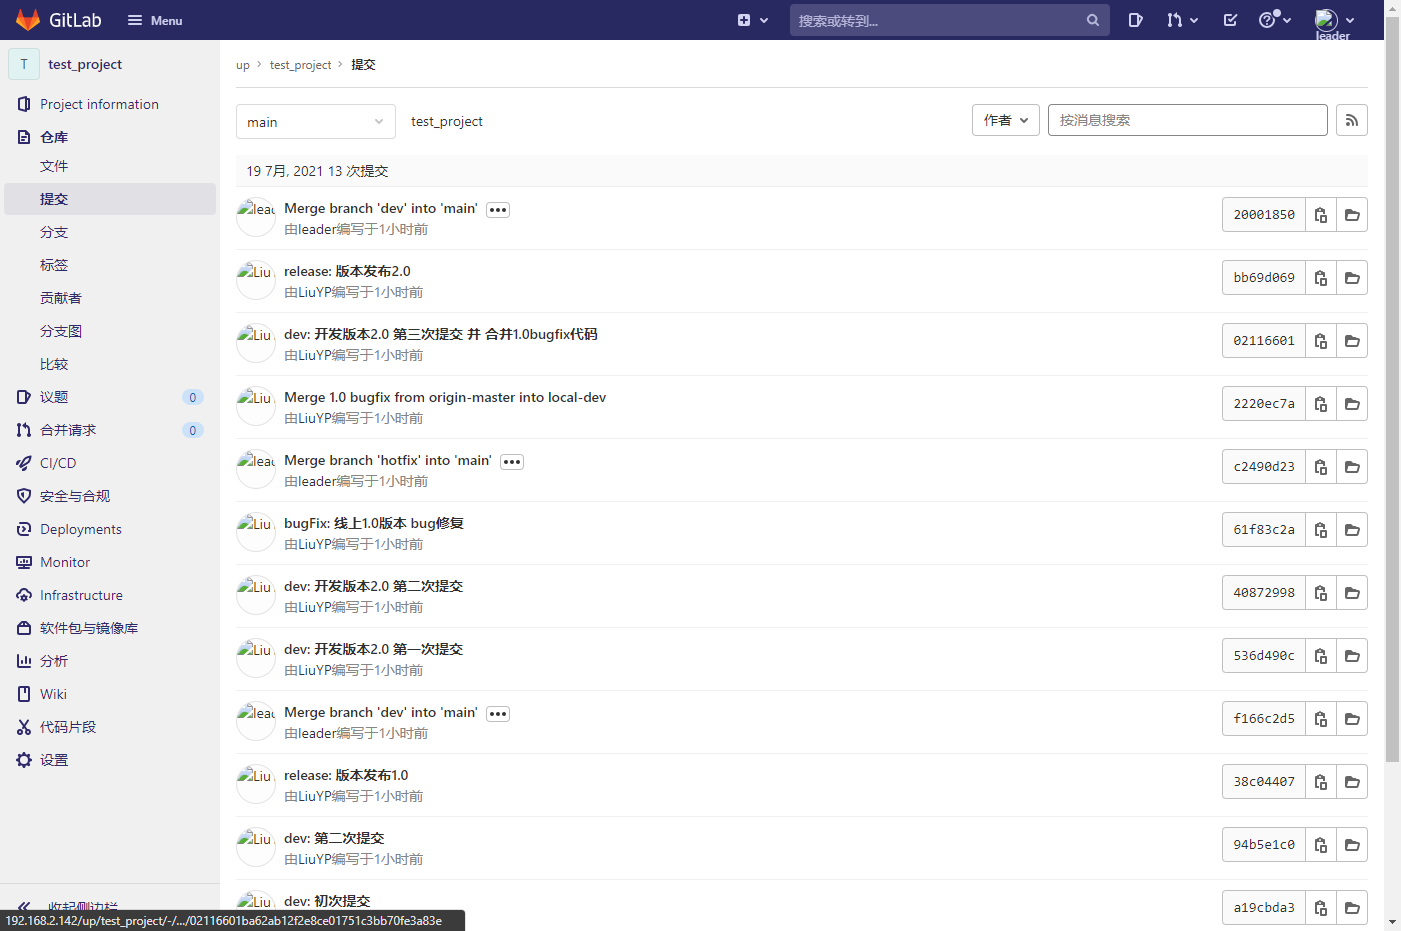 GitLab
Menu
搜索或转到...
leader
T
test_project
Project information
仓库
文件
提交
分支
标签
贡献者
分支图
比较
议题
0
合并请求
0
CI/CD
安全与合规
Deployments
Monitor
Infrastructure
软件包与镜像库
分析
Wiki
代码片段
设置
收起侧边栏
up
test_project
提交
main
test_project
作者
按消息搜索
19 7月, 2021 13 次提交
Merge branch 'dev' into 'main'
由leader编写于1小时前
20001850
release: 版本发布2.0
由LiuYP编写于1小时前
bb69d069
dev: 开发版本2.0 第三次提交 井 合并1.0bugfix代码
由LiuYP编写于1小时前
02116601
Merge 1.0 bugfix from origin-master into local-dev
由LiuYP编写于1小时前
2220ec7a
Merge branch 'hotfix' into 'main'
由leader编写于1小时前
c2490d23
bugFix: 线上1.0版本 bug修复
由LiuYP编写于1小时前
61f83c2a
dev: 开发版本2.0 第二次提交
由LiuYP编写于1小时前
40872998
dev: 开发版本2.0 第一次提交
由LiuYP编写于1小时前
536d490c
Merge branch 'dev' into 'main'
由leader编写于1小时前
f166c2d5
release: 版本发布1.0
由LiuYP编写于1小时前
38c04407
dev: 第二次提交
由LiuYP编写于1小时前
94b5e1c0
dev: 初次提交
a19cbda3
192.168.2.142/up/test_project/-/.../02116601ba62ab12f2e8ce01751c3bb70fe3a83e